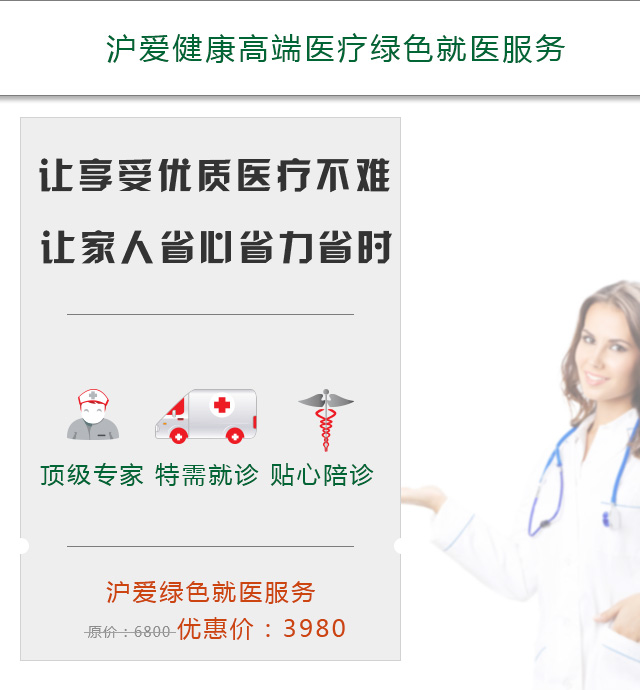 沪爱健康高端医疗绿色就医服务
让享受优质医疗不难
让家人省心省力省时
顶级专家 特需就诊 贴心陪诊
沪爱绿色就医服务
原价：6800 优惠价：3980